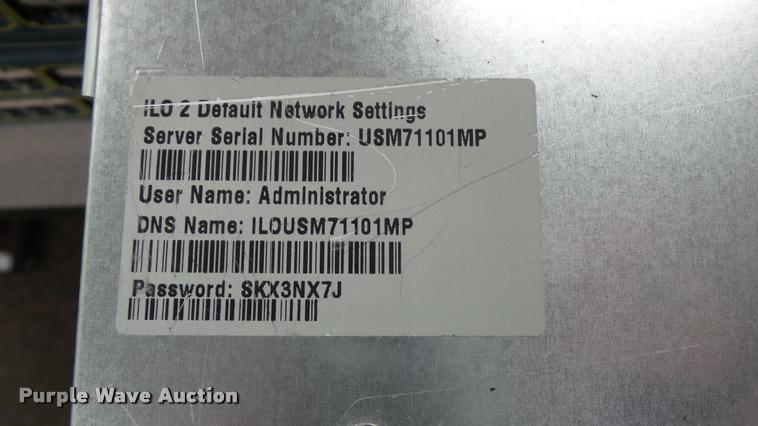 iLO 2 Default Network Settings
Server Serial Number: USM71101MP
User Name: Administrator
DNS Name: ILOUSM71101MP
Password: SKX3NX7J
Purple Wave Auction